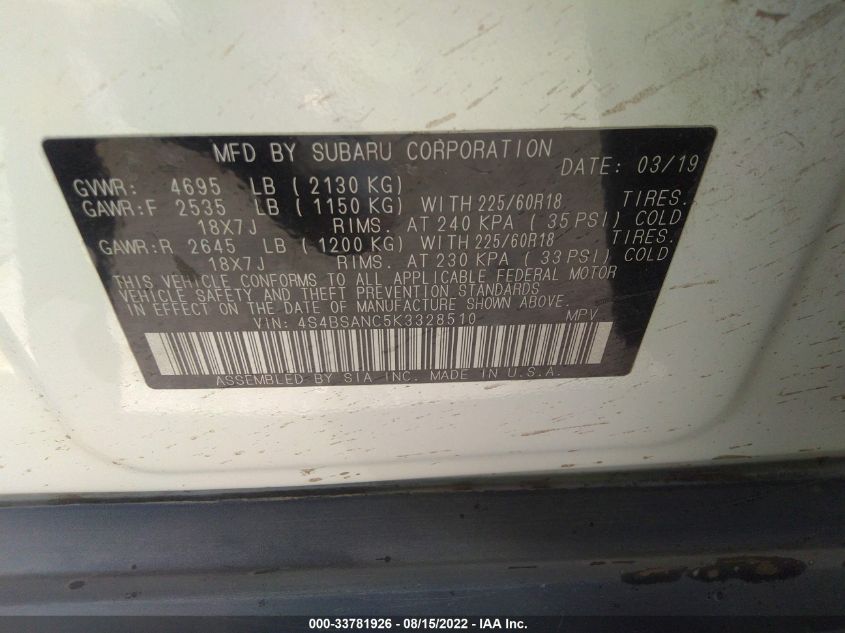 MFD BY SUBARU CORPORATION DATE: 03/19
GVWR: 4695 LB ( 2130 KG)
GAWR:F 2535 LB ( 1150 KG) WITH 225/60R18 TIRES.
18X7J RIMS. AT 240 KPA ( 35 PSI) COLD
GAWR:R 2645 LB ( 1200 KG) WITH 225/60R18 TIRES.
18X7J RIMS. AT 230 KPA ( 33 PSI) COLD
THIS VEHICLE CONFORMS TO ALL APPLICABLE FEDERAL MOTOR
VEHICLE SAFETY AND THEFT PREVENTION STANDARDS
IN EFFECT ON THE DATE OF MANUFACTURE SHOWN ABOVE.
VIN: 4S4BSANC5K3328510 MPV
ASSEMBLED BY SIA INC. MADE IN U.S.A.
000-33781926 - 08/15/2022 - IAA Inc.